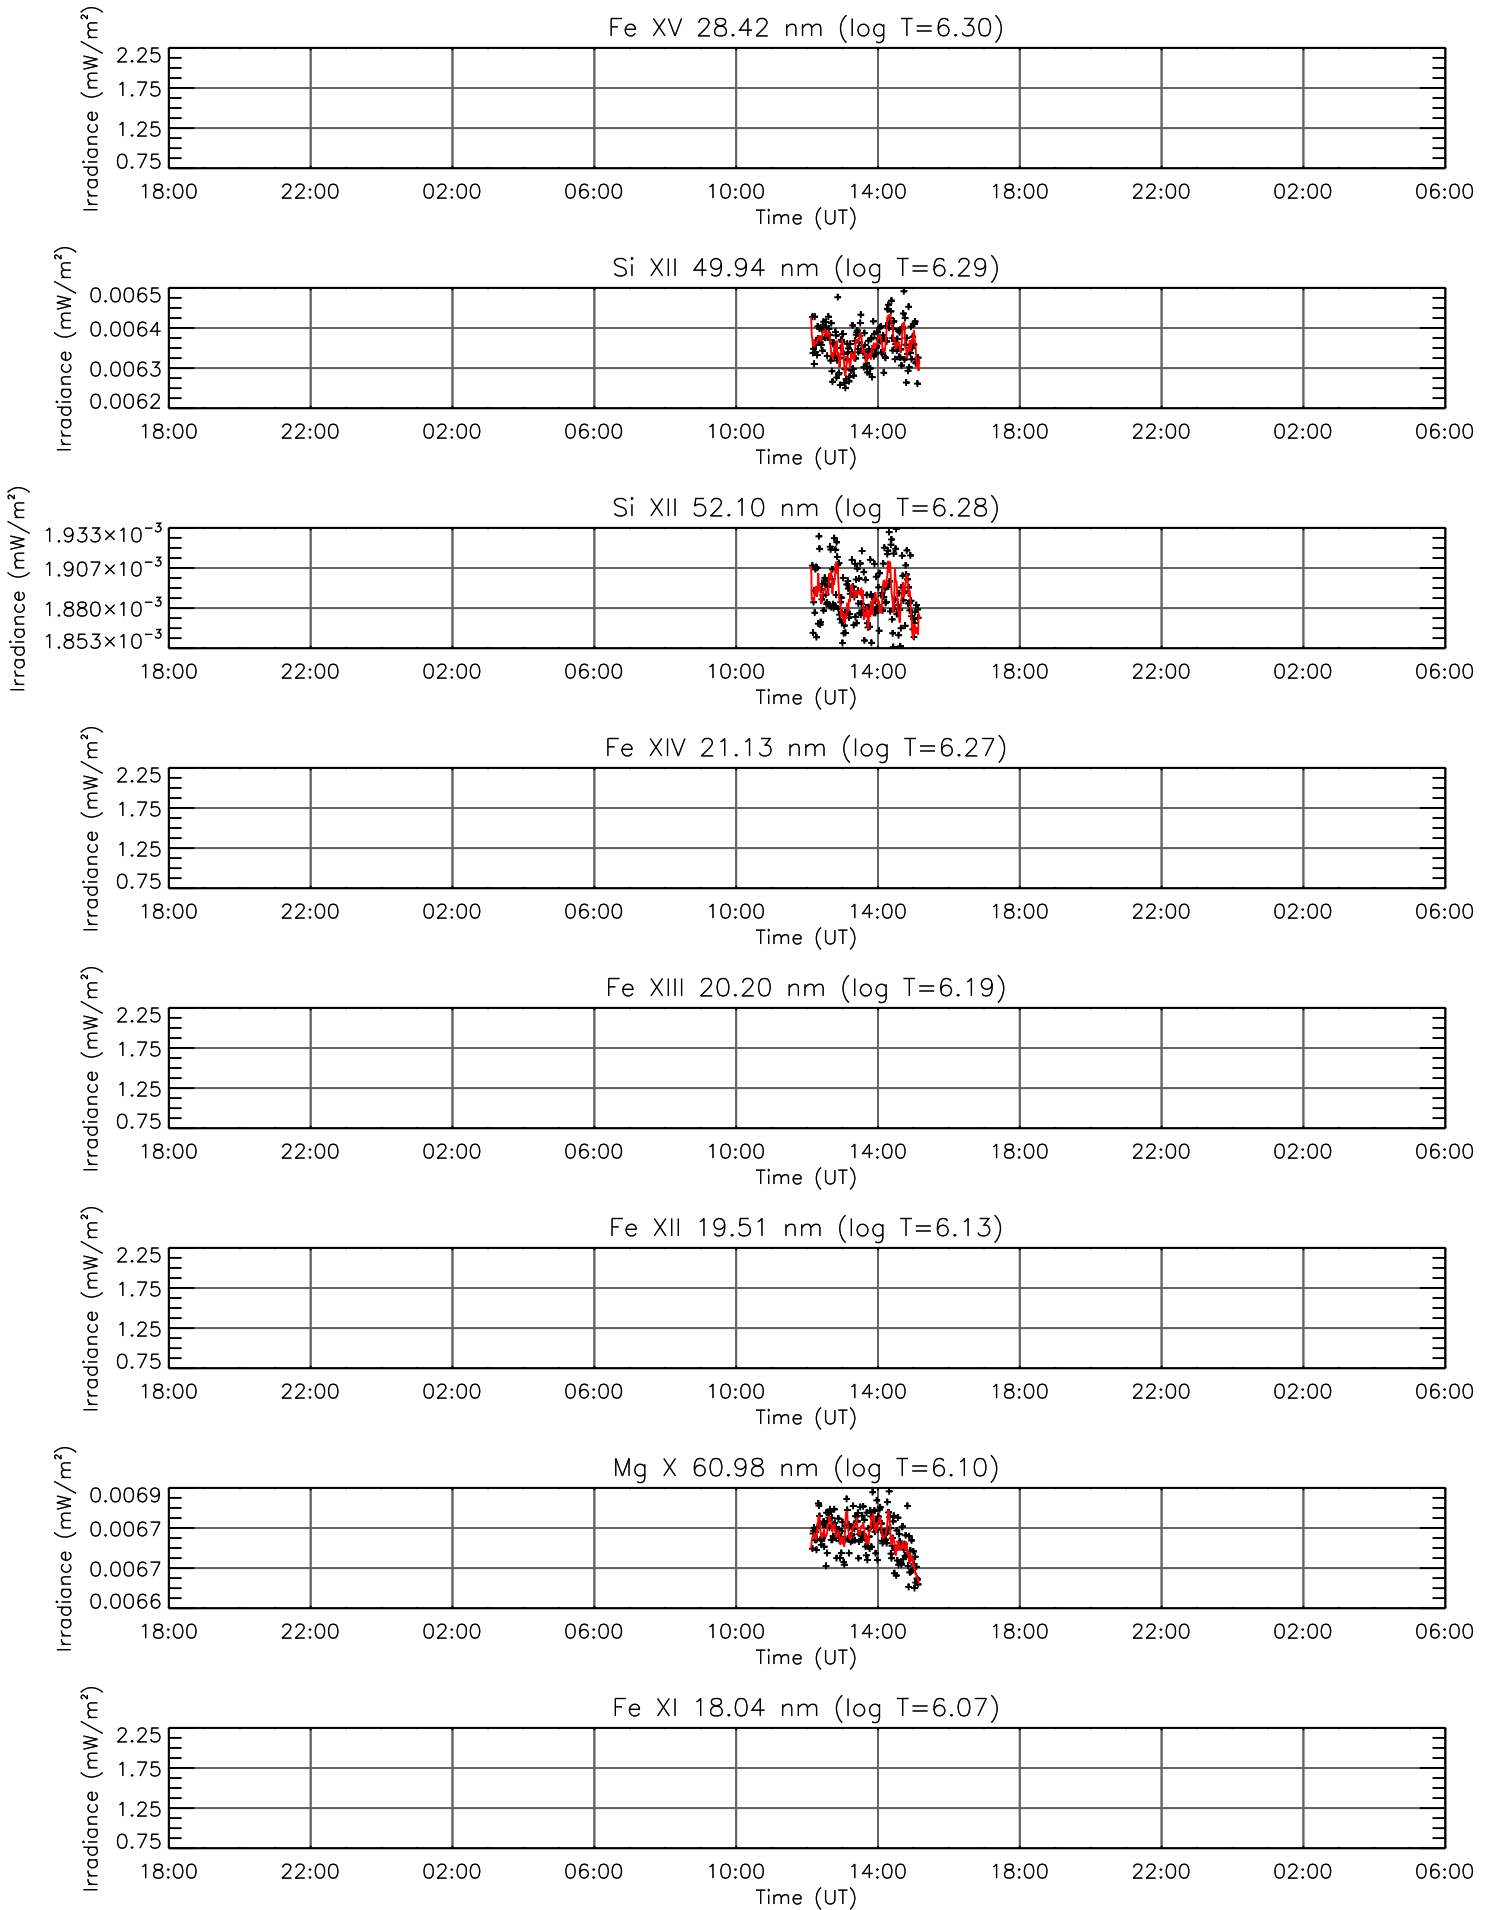 Fe XV 28.42 nm (log T=6.30)
Irradiance (mW/m²)
2.25
1.75
1.25
0.75
18:00 22:00 02:00 06:00 10:00 14:00 18:00 22:00 02:00 06:00
Time (UT)
Si XII 49.94 nm (log T=6.29)
Irradiance (mW/m²)
0.0065
0.0064
0.0063
0.0062
18:00 22:00 02:00 06:00 10:00 14:00 18:00 22:00 02:00 06:00
Time (UT)
Si XII 52.10 nm (log T=6.28)
Irradiance (mW/m²)
1.933×10⁻³
1.907×10⁻³
1.880×10⁻³
1.853×10⁻³
18:00 22:00 02:00 06:00 10:00 14:00 18:00 22:00 02:00 06:00
Time (UT)
Fe XIV 21.13 nm (log T=6.27)
Irradiance (mW/m²)
2.25
1.75
1.25
0.75
18:00 22:00 02:00 06:00 10:00 14:00 18:00 22:00 02:00 06:00
Time (UT)
Fe XIII 20.20 nm (log T=6.19)
Irradiance (mW/m²)
2.25
1.75
1.25
0.75
18:00 22:00 02:00 06:00 10:00 14:00 18:00 22:00 02:00 06:00
Time (UT)
Fe XII 19.51 nm (log T=6.13)
Irradiance (mW/m²)
2.25
1.75
1.25
0.75
18:00 22:00 02:00 06:00 10:00 14:00 18:00 22:00 02:00 06:00
Time (UT)
Mg X 60.98 nm (log T=6.10)
Irradiance (mW/m²)
0.0069
0.0067
0.0067
0.0066
18:00 22:00 02:00 06:00 10:00 14:00 18:00 22:00 02:00 06:00
Time (UT)
Fe XI 18.04 nm (log T=6.07)
Irradiance (mW/m²)
2.25
1.75
1.25
0.75
18:00 22:00 02:00 06:00 10:00 14:00 18:00 22:00 02:00 06:00
Time (UT)